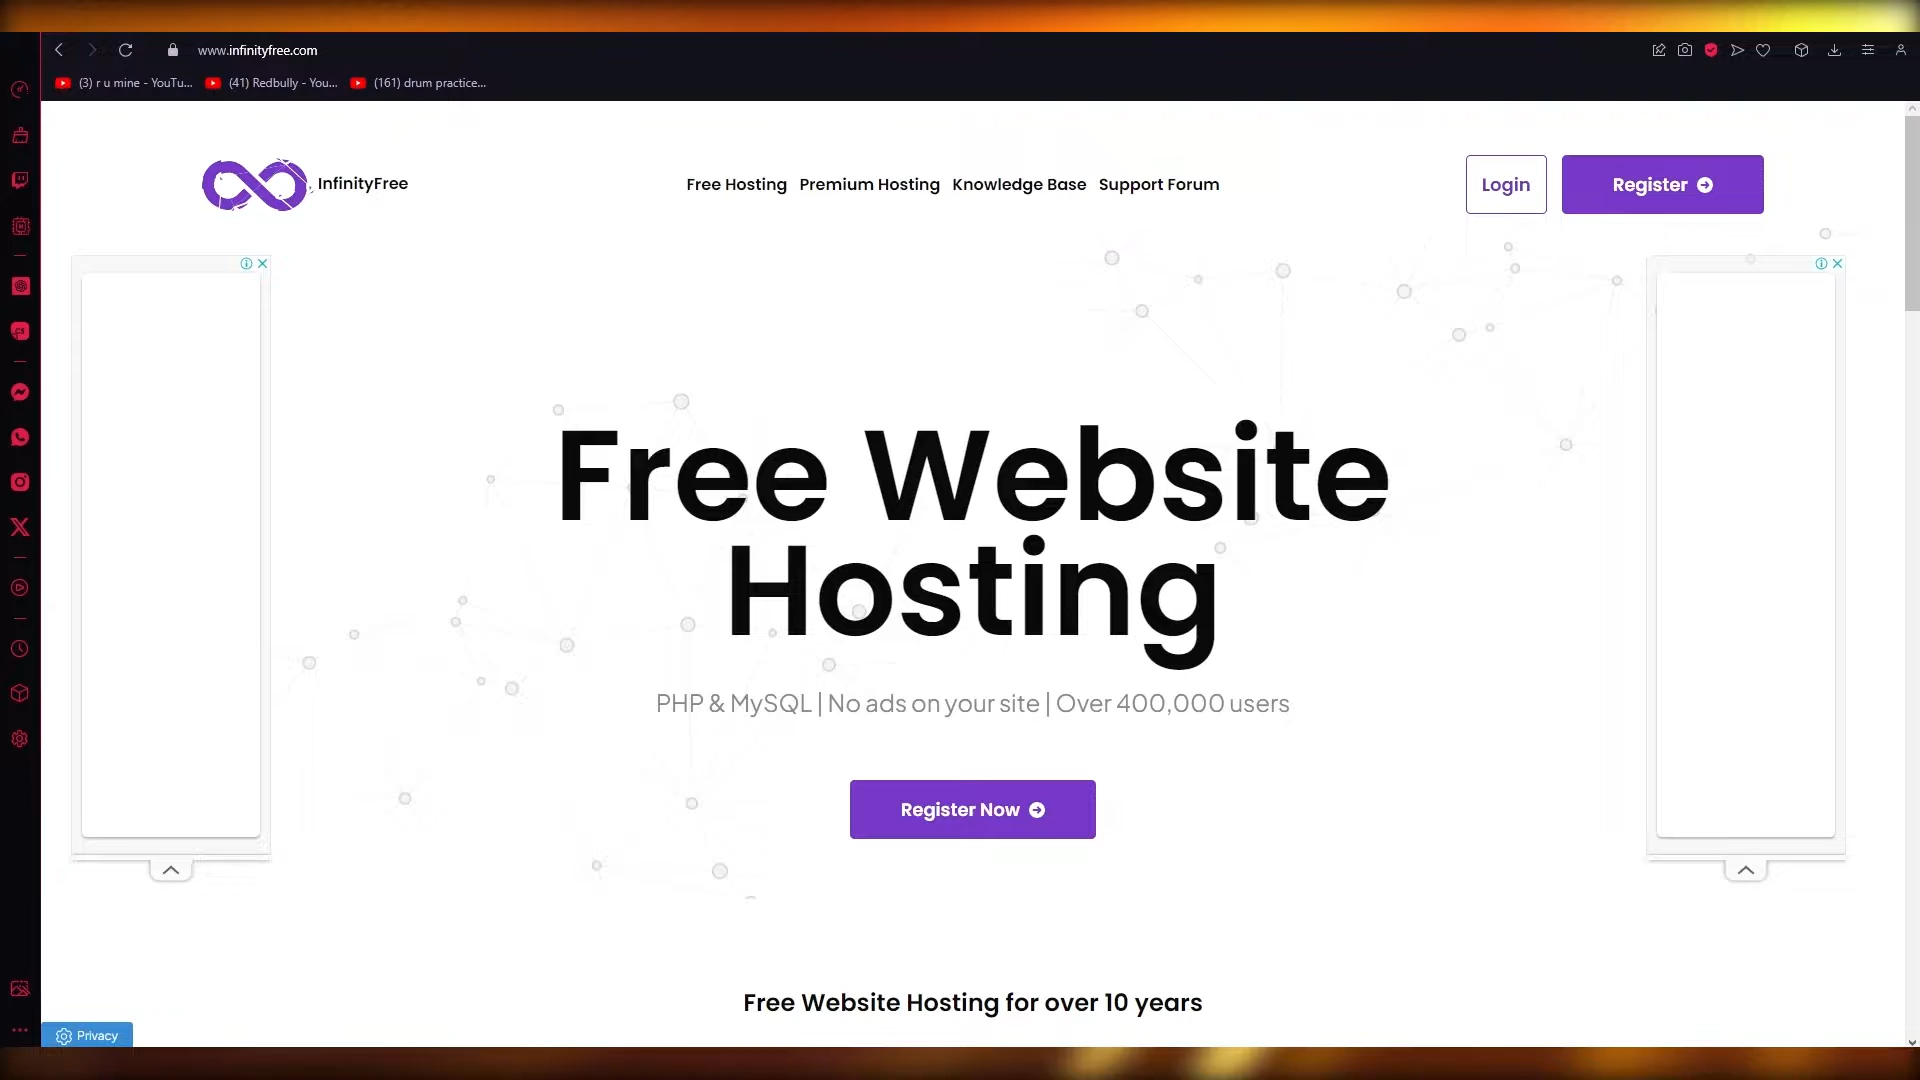 www.infinityfree.com
(3) r u mine - YouTu...
(41) Redbully - You...
(161) drum practice...
InfinityFree
Free Hosting
Premium Hosting
Knowledge Base
Support Forum
Login
Register
Free Website
Hosting
PHP & MySQL | No ads on your site | Over 400,000 users
Register Now
Free Website Hosting for over 10 years
Privacy